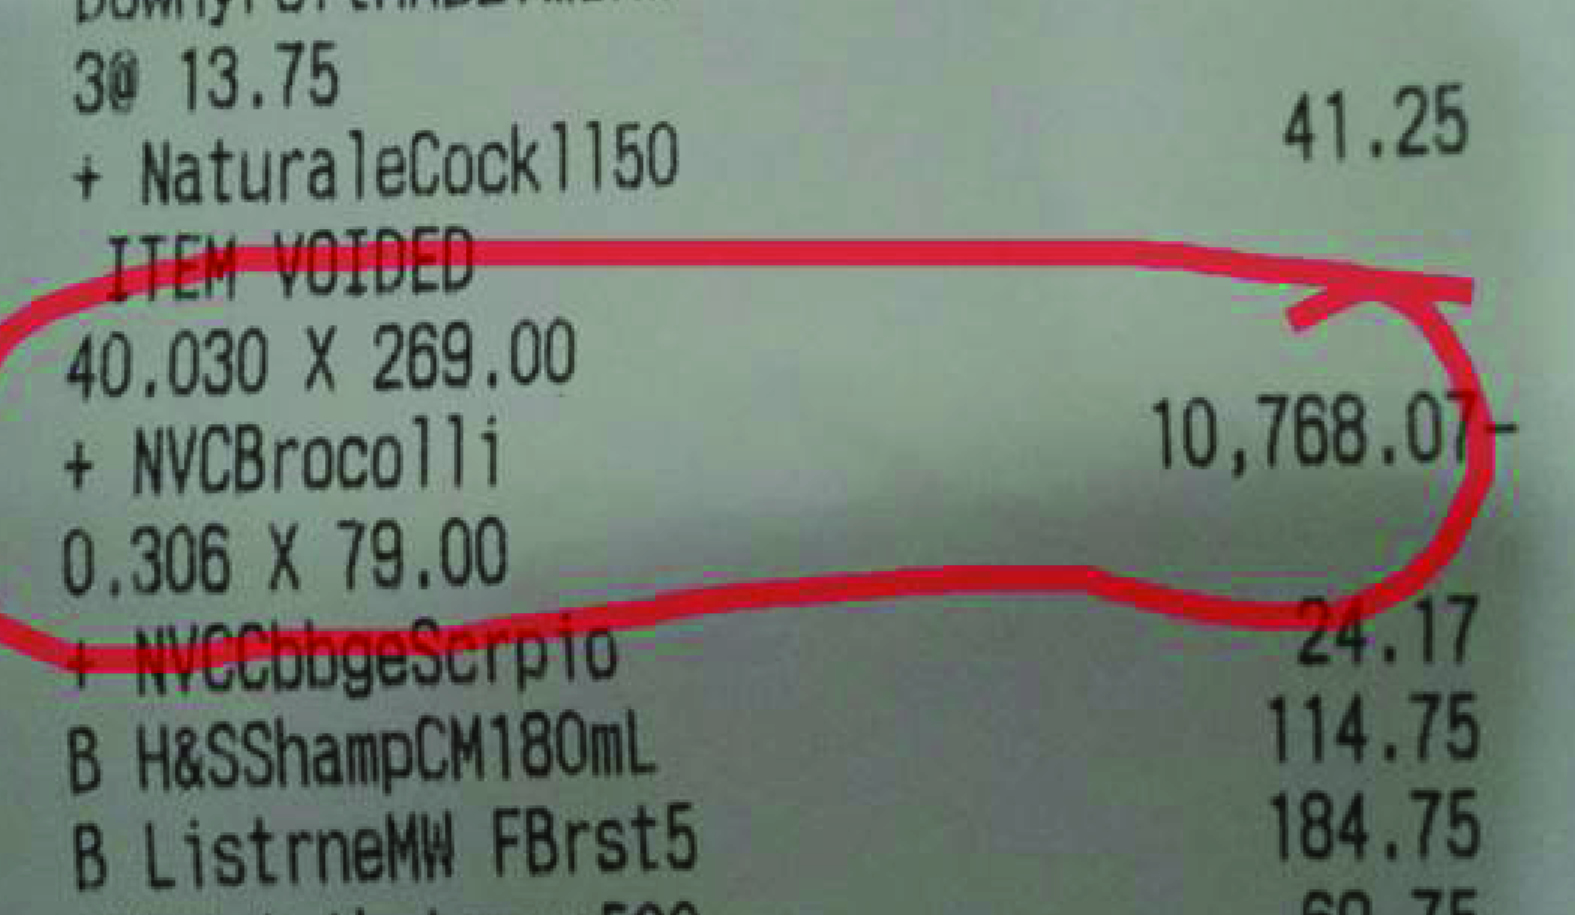 3@ 13.75
+ NaturaleCock1150 41.25
ITEM VOIDED
40.030 X 269.00
+ NVCBrocolli 10,768.07-
0.306 X 79.00
+ NVCCbbgeScrpio 24.17
B H&SShampCM180mL 114.75
B ListrneMW FBrst5 184.75